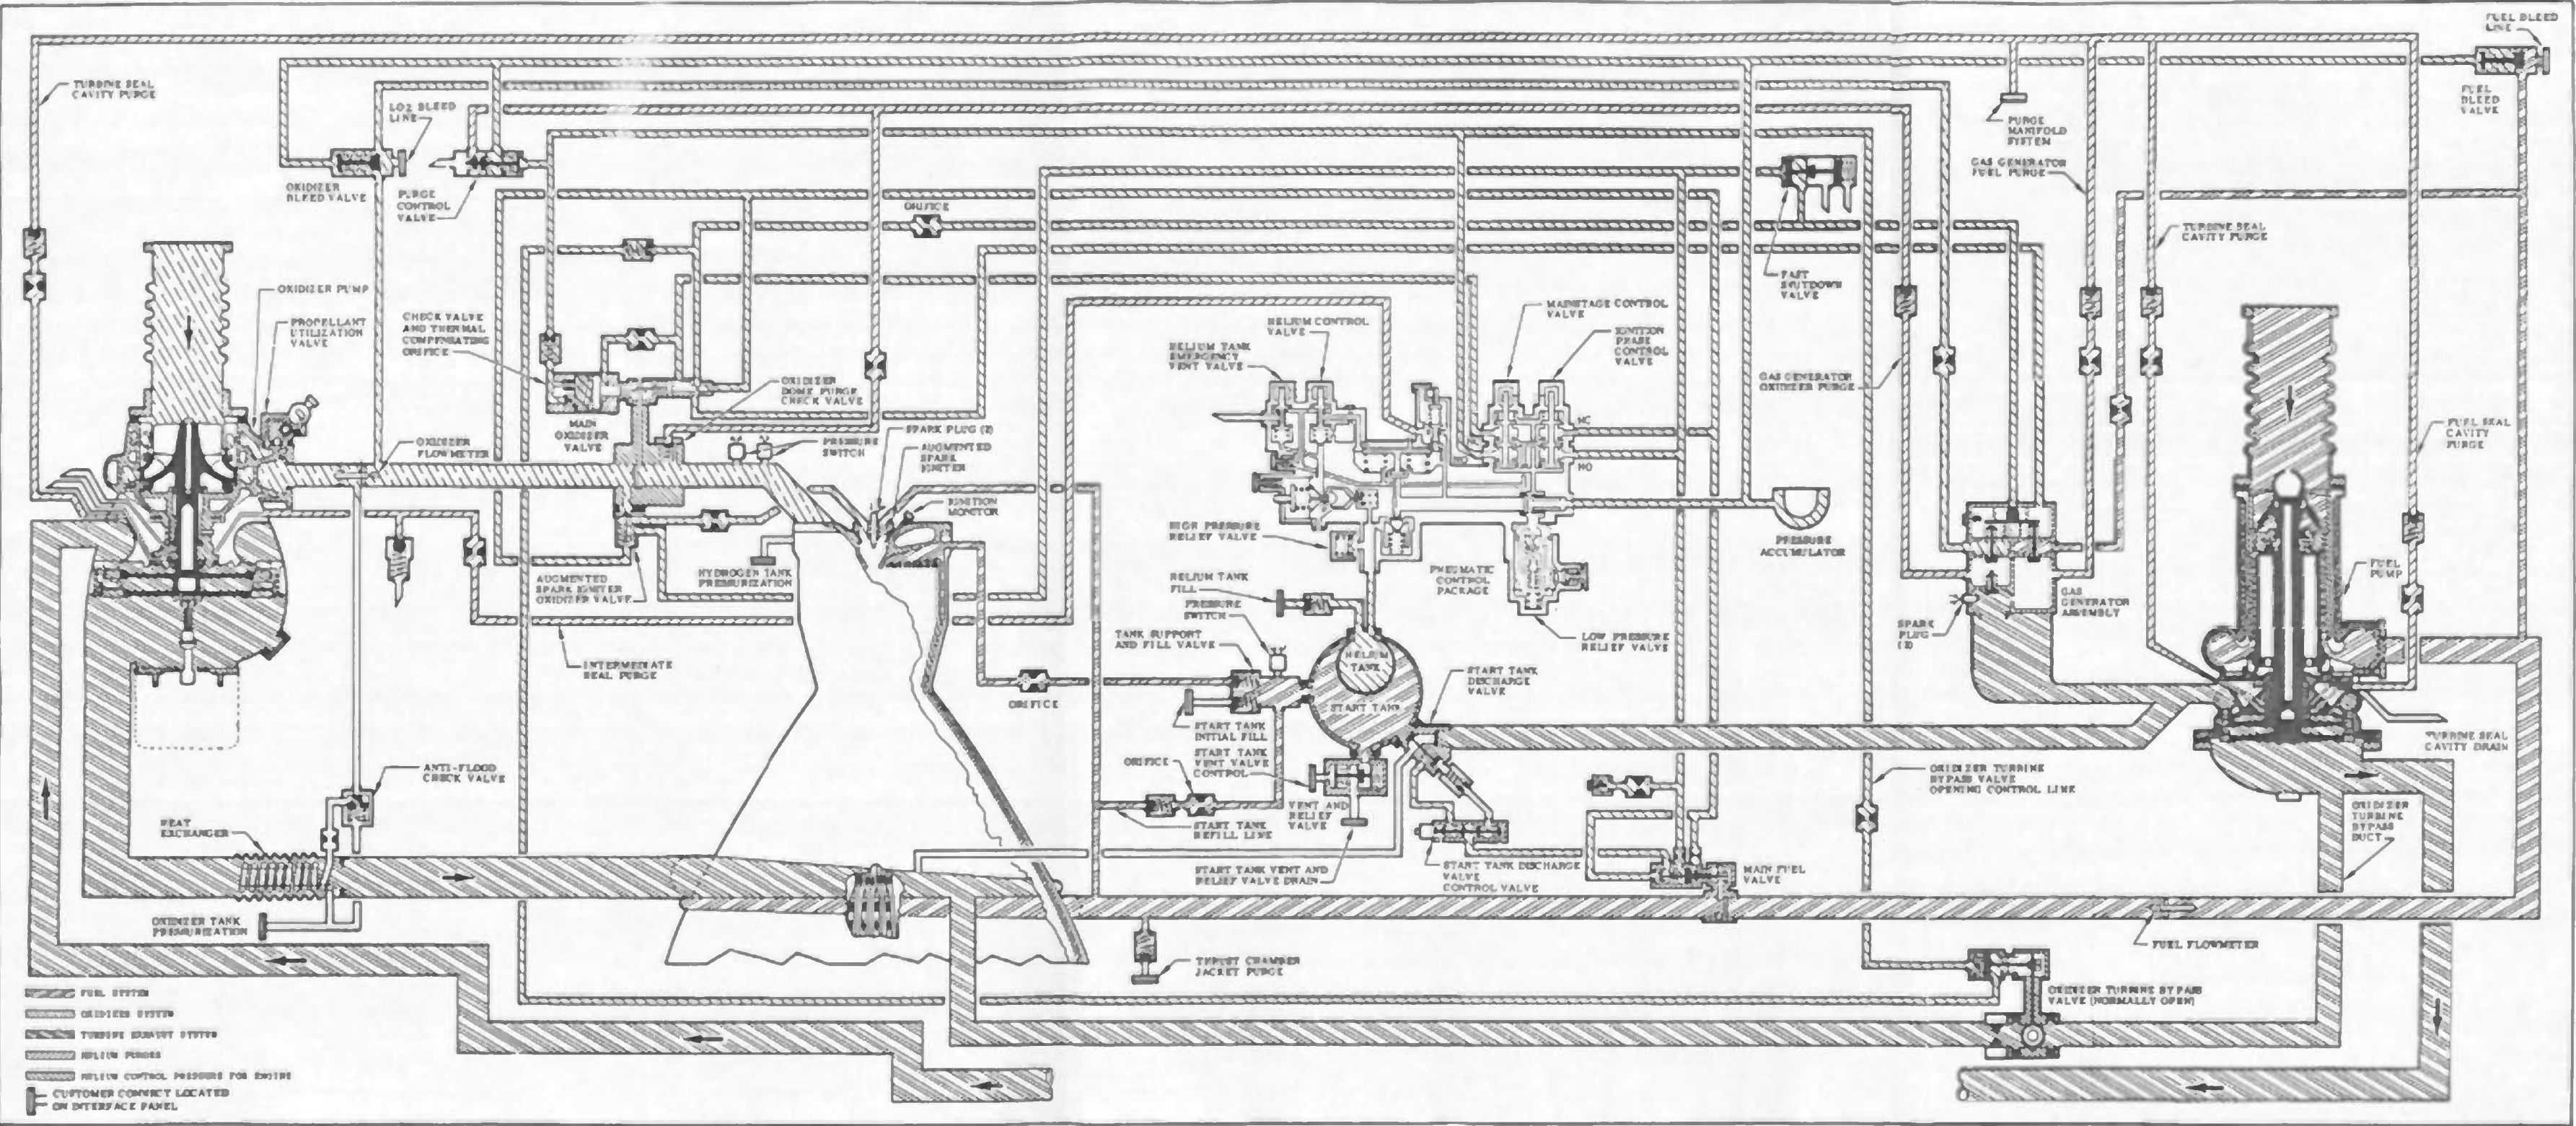 FUEL BLEED
LINE
FUEL
BLEED
VALVE
TURBINE SEAL
CAVITY PURGE
LO2 BLEED
LINE
OXIDIZER
BLEED VALVE
PURGE
CONTROL
VALVE
ORIFICE
PURGE
MANIFOLD
SYSTEM
GAS GENERATOR
FUEL PURGE
TURBINE SEAL
CAVITY PURGE
FAST
SHUTDOWN
VALVE
OXIDIZER PUMP
PROPELLANT
UTILIZATION
VALVE
CHECK VALVE
AND THERMAL
COMPENSATING
ORIFICE
OXIDIZER
DOME PURGE
CHECK VALVE
MAIN
OXIDIZER
VALVE
OXIDIZER
FLOWMETER
PRESSURE
SWITCH
SPARK PLUG (2)
AUGMENTED
SPARK
IGNITER
IGNITION
MONITOR
HELIUM CONTROL
VALVE
HELIUM TANK
EMERGENCY
VENT VALVE
MAINSTAGE CONTROL
VALVE
IGNITION
PHASE
CONTROL
VALVE
NC
NO
GAS GENERATOR
OXIDIZER PURGE
FUEL SEAL
CAVITY
PURGE
HIGH PRESSURE
RELIEF VALVE
PNEUMATIC
CONTROL
PACKAGE
PRESSURE
ACCUMULATOR
LOW PRESSURE
RELIEF VALVE
FUEL
PUMP
GAS
GENERATOR
ASSEMBLY
SPARK
PLUG
(2)
AUGMENTED
SPARK IGNITER
OXIDIZER VALVE
HYDROGEN TANK
PRESSURIZATION
INTERMEDIATE
SEAL PURGE
HELIUM TANK
FILL
PRESSURE
SWITCH
TANK SUPPORT
AND FILL VALVE
HELIUM
TANK
START TANK
START TANK
DISCHARGE
VALVE
ORIFICE
START TANK
INITIAL FILL
START TANK
VENT VALVE
CONTROL
ORIFICE
VENT AND
RELIEF
VALVE
START TANK
REFILL LINE
START TANK VENT AND
RELIEF VALVE DRAIN
START TANK DISCHARGE
VALVE
CONTROL VALVE
MAIN FUEL
VALVE
OXIDIZER TURBINE
BYPASS VALVE
OPENING CONTROL LINE
TURBINE SEAL
CAVITY DRAIN
OXIDIZER
TURBINE
BYPASS
DUCT
ANTI-FLOOD
CHECK VALVE
HEAT
EXCHANGER
OXIDIZER TANK
PRESSURIZATION
THRUST CHAMBER
JACKET PURGE
FUEL FLOWMETER
OXIDIZER TURBINE BYPASS
VALVE (NORMALLY OPEN)
FUEL SYSTEM
OXIDIZER SYSTEM
TURBINE EXHAUST SYSTEM
HELIUM PURGES
HELIUM CONTROL PRESSURE FOR ENGINE
CUSTOMER CONNECT LOCATED
ON INTERFACE PANEL